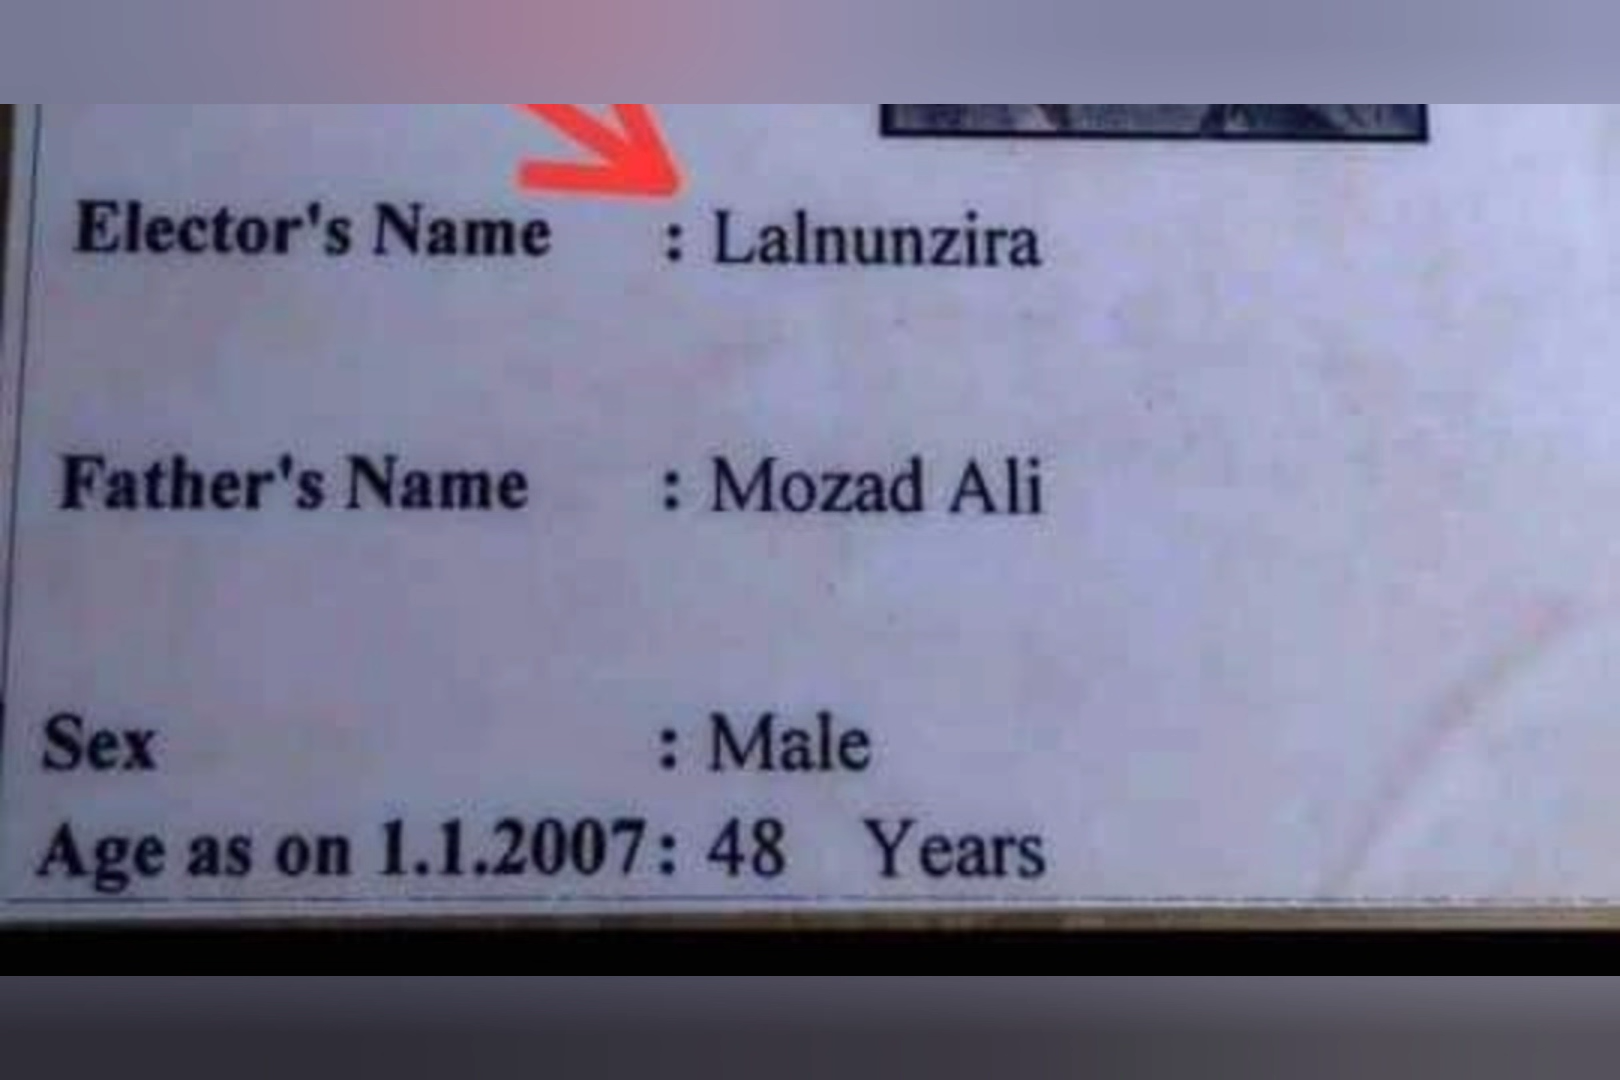 Elector's Name : Lalnunzira
Father's Name : Mozad Ali
Sex : Male
Age as on 1.1.2007 : 48 Years